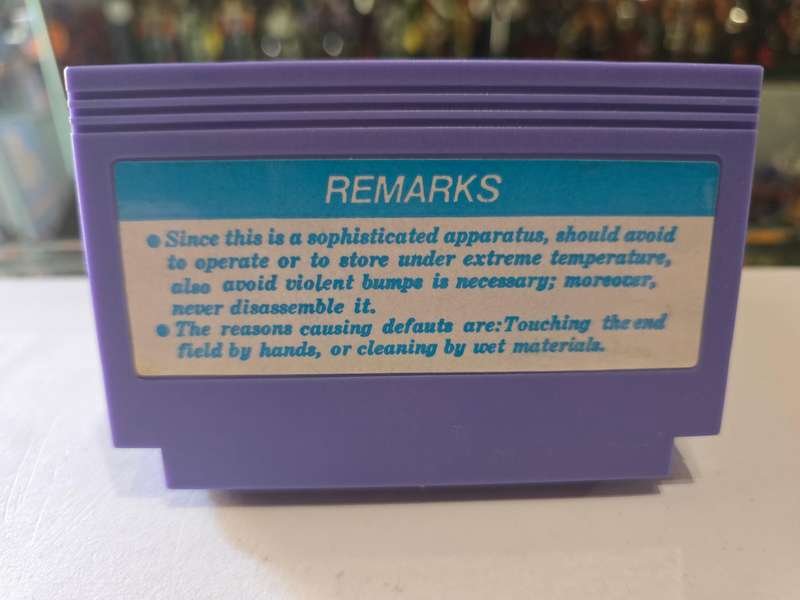 REMARKS
● Since this is a sophisticated apparatus, should avoid
to operate or to store under extreme temperature,
also avoid violent bumps is necessary; moreover,
never disassemble it.
● The reasons causing defauts are:Touching the end
field by hands, or cleaning by wet materials.